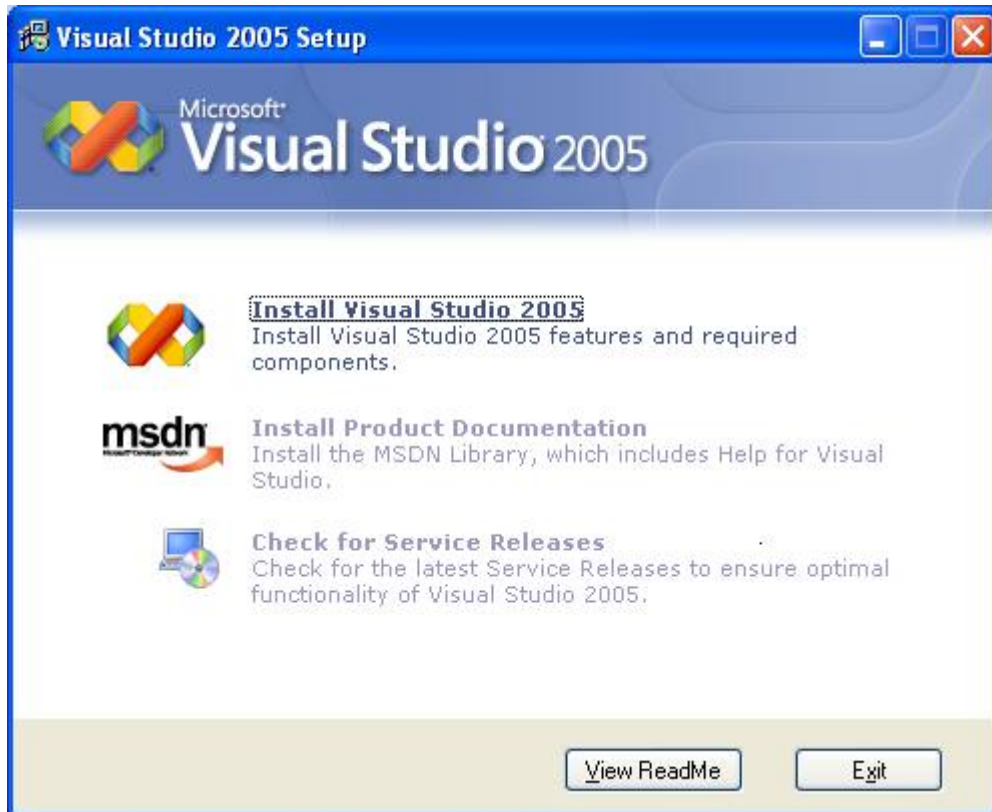 Visual Studio 2005 Setup
Microsoft
Visual Studio 2005
Install Visual Studio 2005
Install Visual Studio 2005 features and required
components.
msdn
Install Product Documentation
Install the MSDN Library, which includes Help for Visual
Studio.
Check for Service Releases
Check for the latest Service Releases to ensure optimal
functionality of Visual Studio 2005.
View ReadMe
Exit